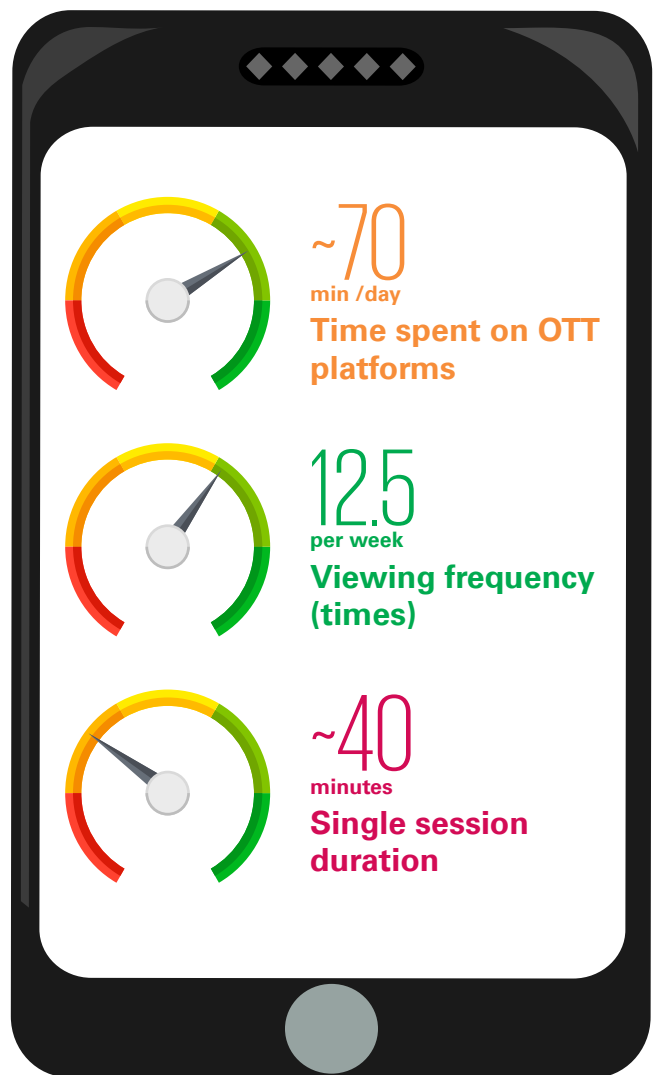 ~70
min /day
Time spent on OTT
platforms
12.5
per week
Viewing frequency
(times)
~40
minutes
Single session
duration